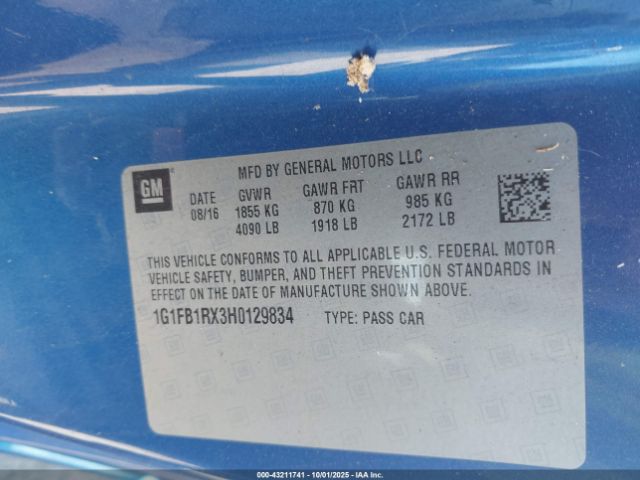 MFD BY GENERAL MOTORS LLC
GM
DATE GVWR GAWR FRT GAWR RR
08/16 1855 KG 870 KG 985 KG
4090 LB 1918 LB 2172 LB
THIS VEHICLE CONFORMS TO ALL APPLICABLE U.S. FEDERAL MOTOR
VEHICLE SAFETY, BUMPER, AND THEFT PREVENTION STANDARDS IN
EFFECT ON THE DATE OF MANUFACTURE SHOWN ABOVE.
1G1FB1RX3H0129834 TYPE: PASS CAR
000-43211741 - 10/01/2025 - IAA Inc.